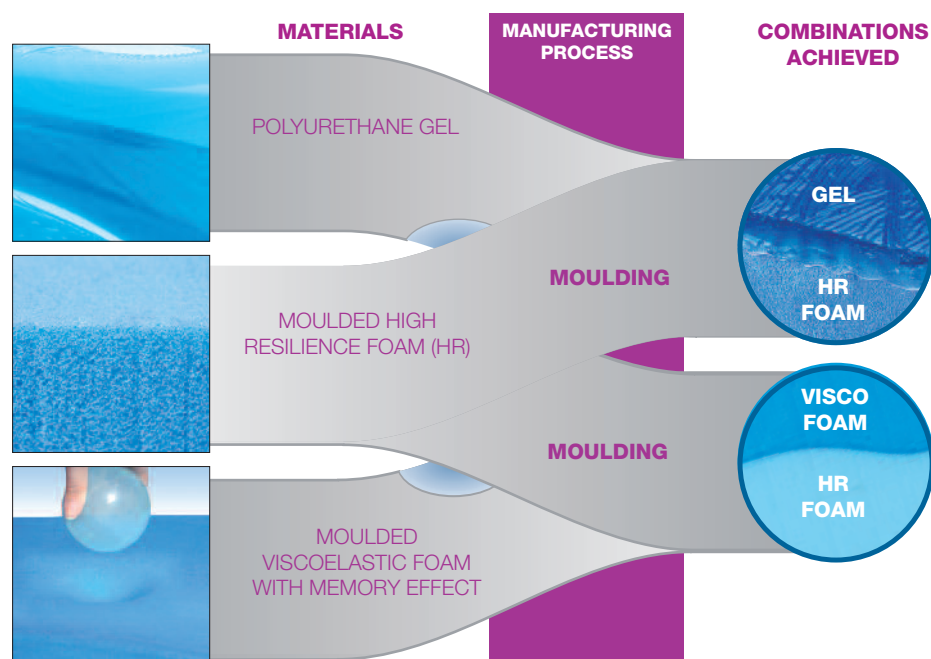 MATERIALS
MANUFACTURING
PROCESS
COMBINATIONS
ACHIEVED
POLYURETHANE GEL
GEL
HR
FOAM
MOULDING
MOULDED HIGH
RESILIENCE FOAM (HR)
VISCO
FOAM
HR
FOAM
MOULDING
MOULDED
VISCOELASTIC FOAM
WITH MEMORY EFFECT